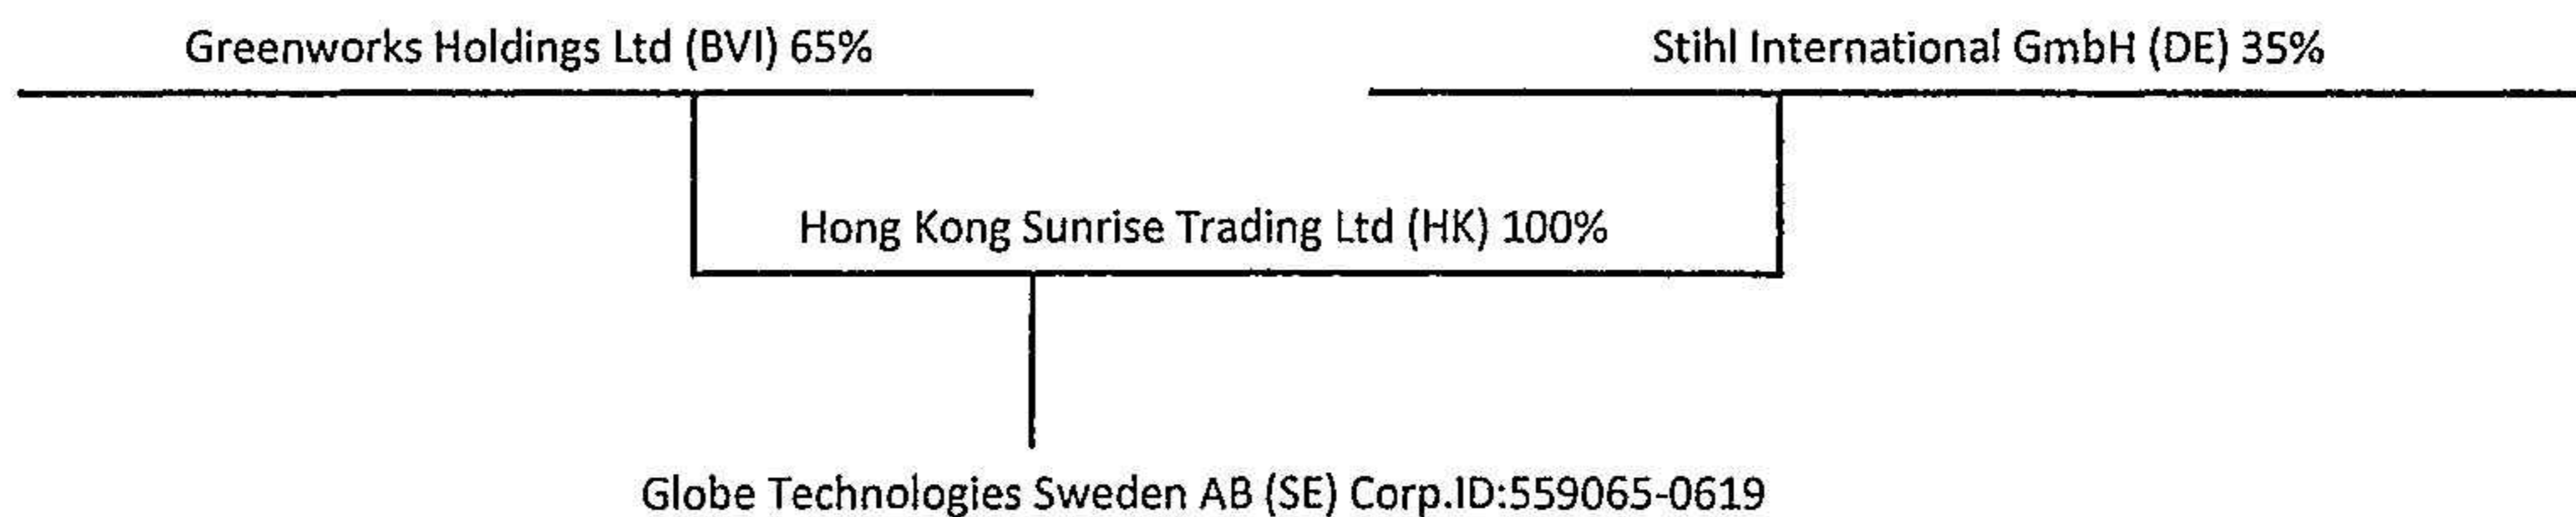 Greenworks Holdings Ltd (BVI) 65%
Stihl International GmbH (DE) 35%
Hong Kong Sunrise Trading Ltd (HK) 100%
Globe Technologies Sweden AB (SE) Corp.ID:559065-0619